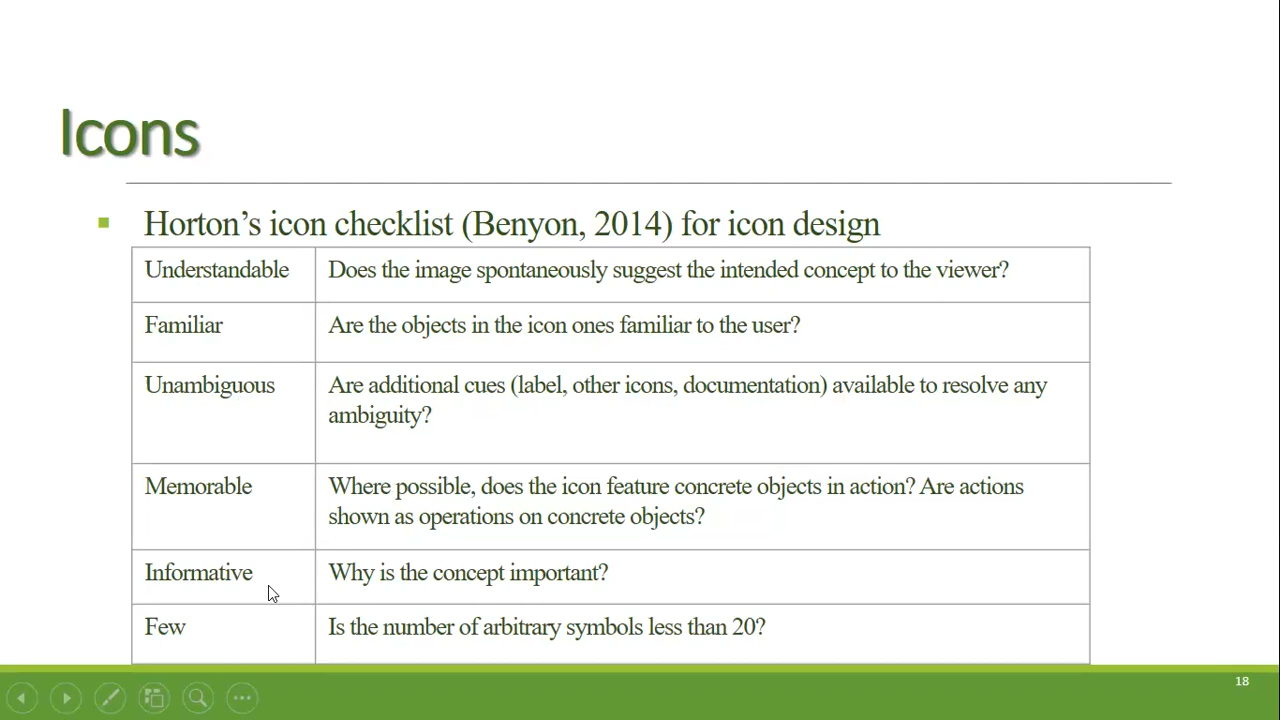 Icons
Horton’s icon checklist (Benyon, 2014) for icon design
Understandable
Does the image spontaneously suggest the intended concept to the viewer?
Familiar
Are the objects in the icon ones familiar to the user?
Unambiguous
Are additional cues (label, other icons, documentation) available to resolve any
ambiguity?
Memorable
Where possible, does the icon feature concrete objects in action? Are actions
shown as operations on concrete objects?
Informative
Why is the concept important?
Few
Is the number of arbitrary symbols less than 20?
18